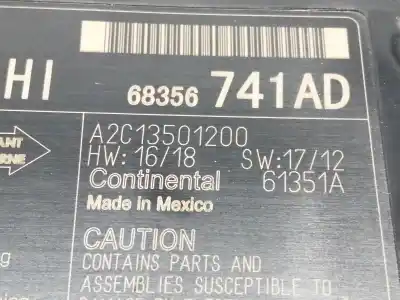 HI 68356 741AD
A2C13501200
HW: 16/18 SW:17/12
Continental 61351A
Made in Mexico
CAUTION
CONTAINS PARTS AND
ASSEMBLIES SUSCEPTIBLE TO